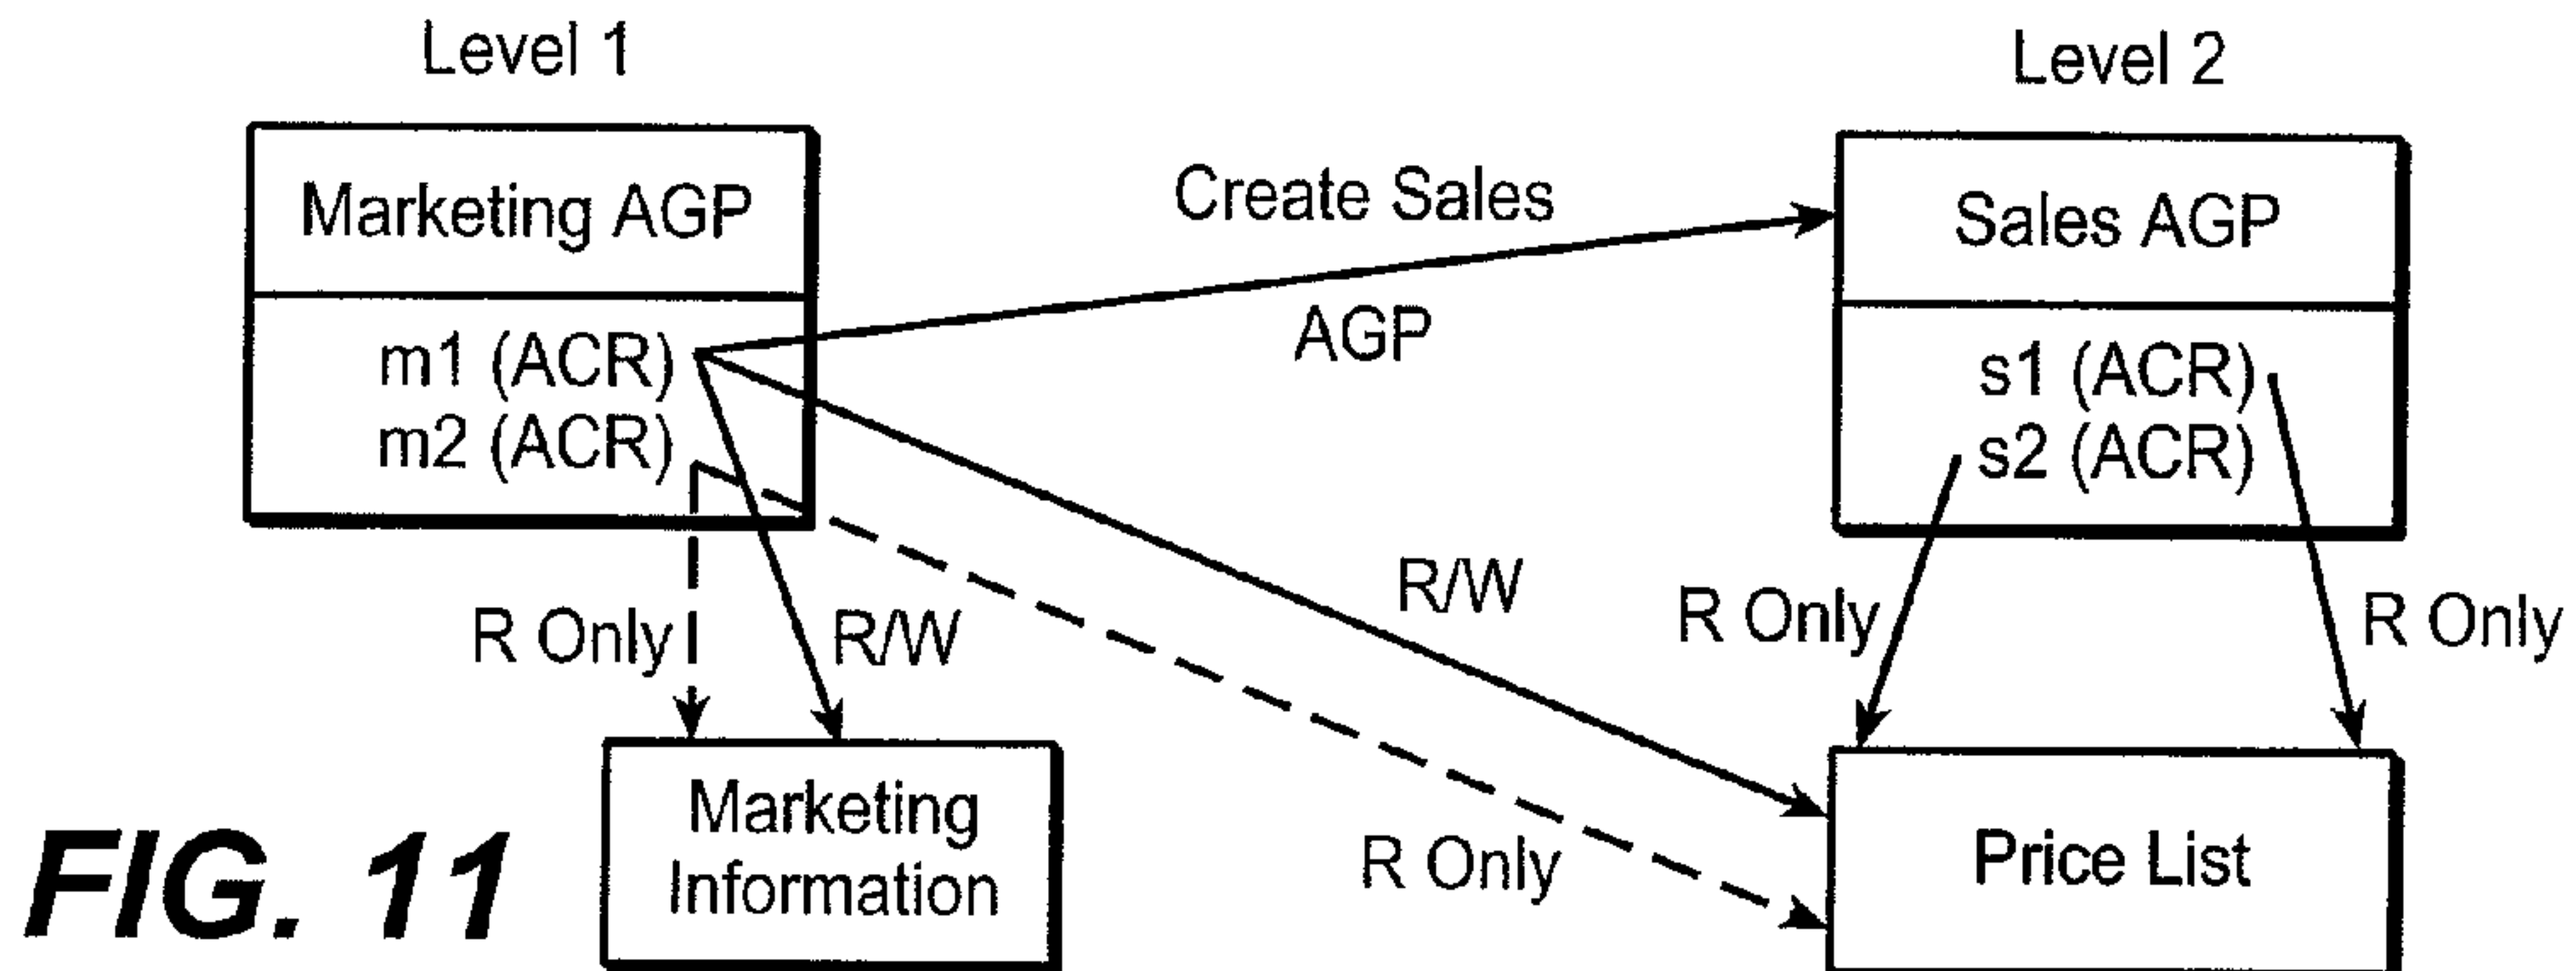 Level 1
Level 2
Marketing AGP
Create Sales
AGP
Sales AGP
m1 (ACR)
m2 (ACR)
s1 (ACR)
s2 (ACR)
R Only
R/W
R/W
R Only
R Only
R Only
Marketing
Information
Price List
FIG. 11